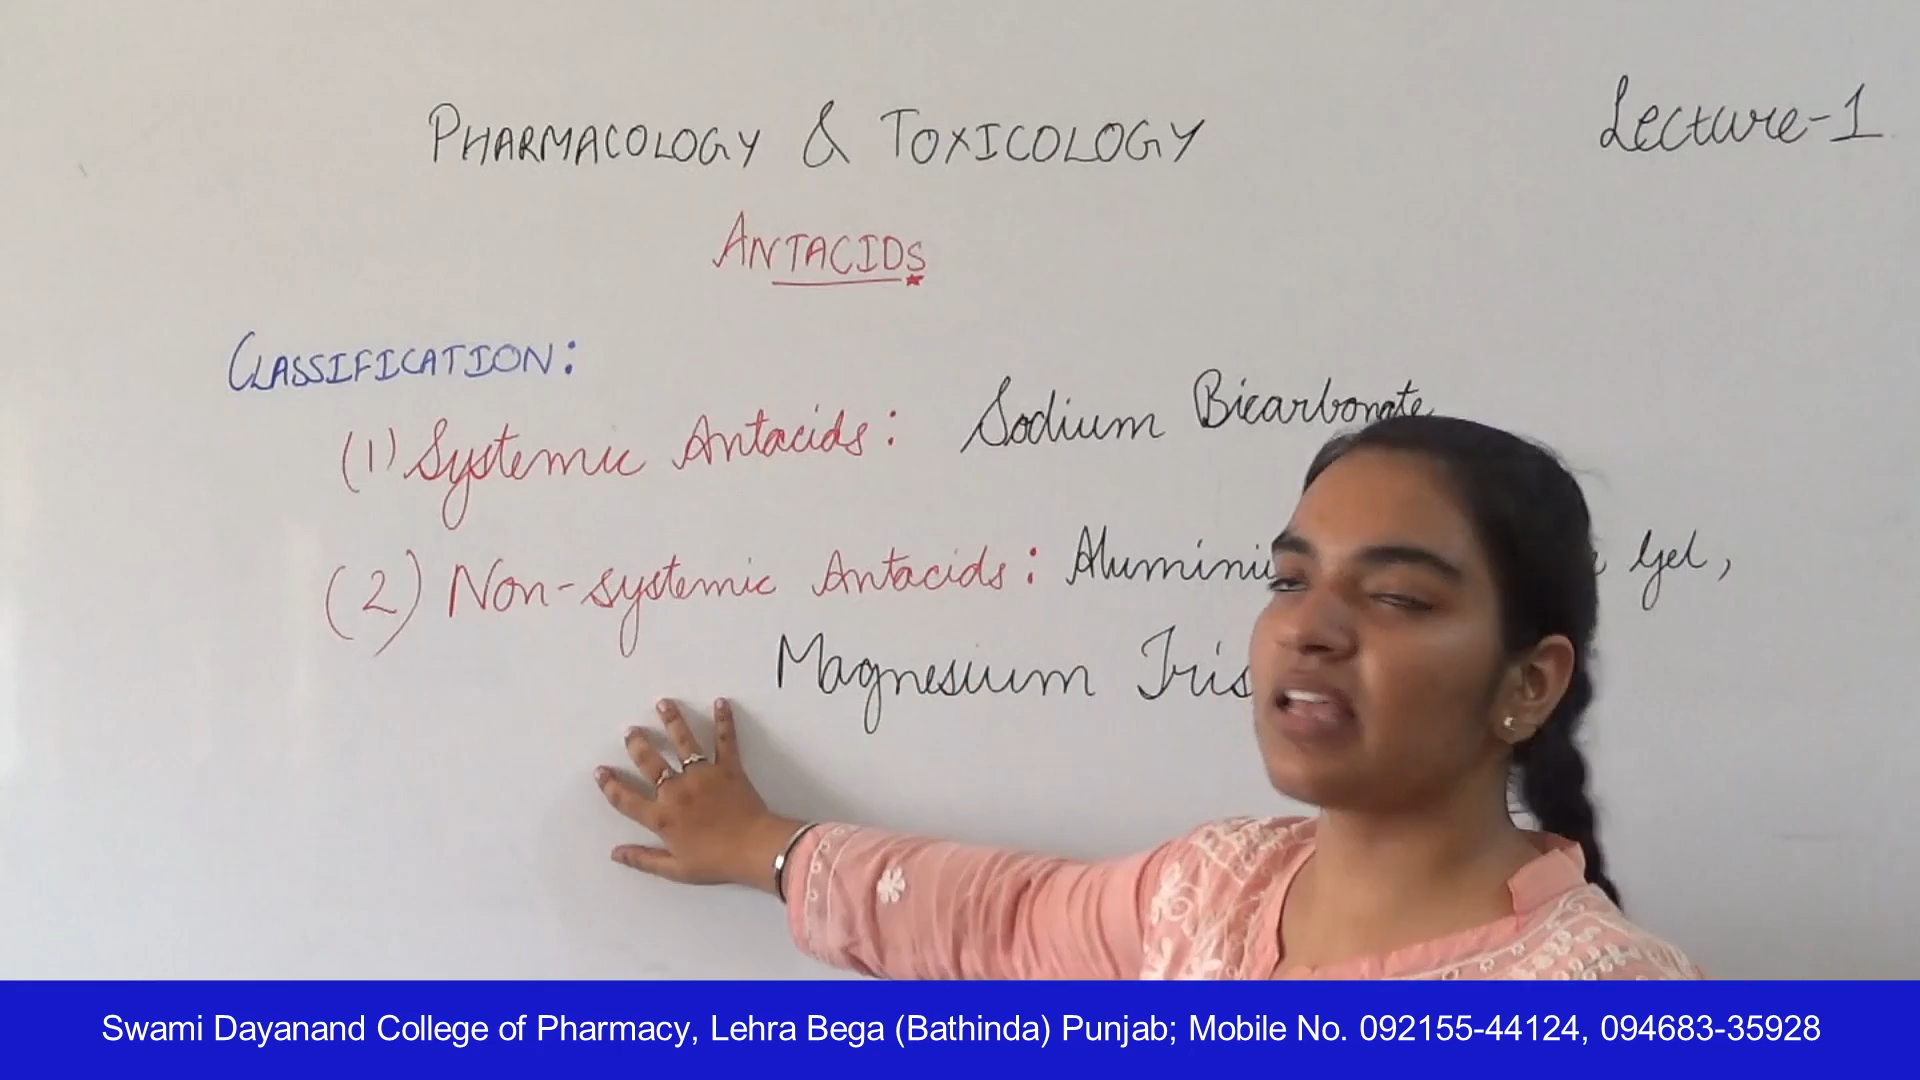 PHARMACOLOGY & TOXICOLOGY
Lecture-1
ANTACIDS
CLASSIFICATION:
(1) Systemic Antacids: Sodium Bicarbonate
(2) Non-systemic Antacids: Gel,
Magnesium
Swami Dayanand College of Pharmacy, Lehra Bega (Bathinda) Punjab; Mobile No. 092155-44124, 094683-35928